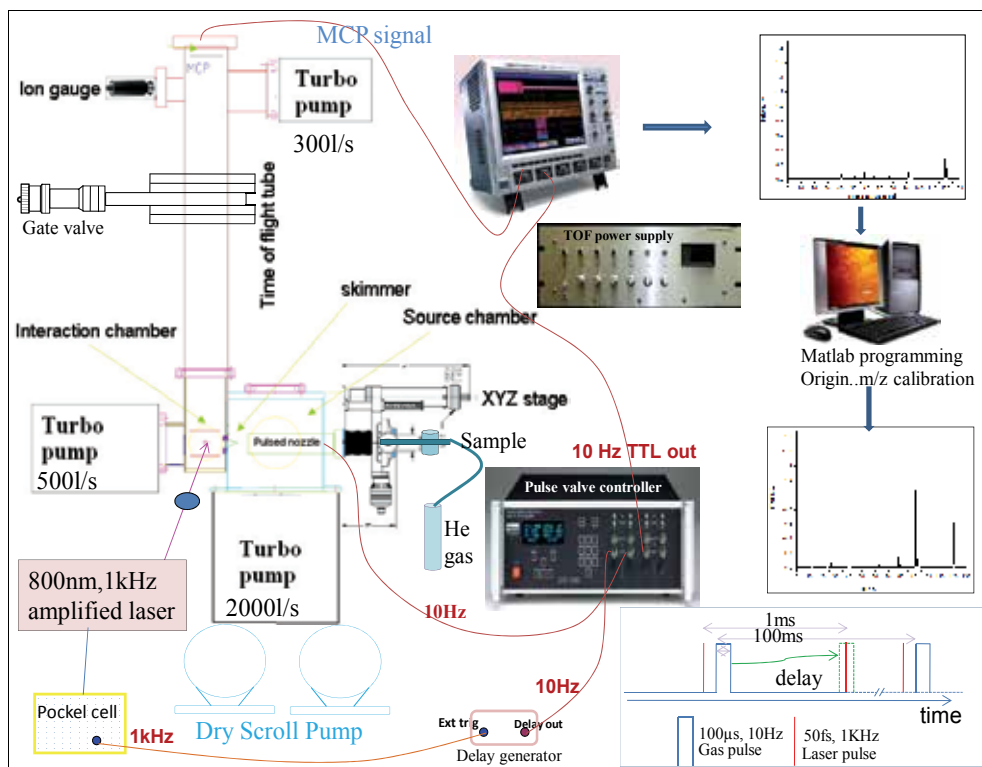 MCP signal
MCP
Ion gauge
Turbo
pump
300l/s
Gate valve
Time of flight tube
TOF power supply
skimmer
Interaction chamber
Source chamber
Matlab programming
Origin..m/z calibration
XYZ stage
Turbo
pump
500l/s
Pulsed nozzle
Sample
10 Hz TTL out
Pulse valve controller
He
gas
Turbo
pump
2000l/s
800nm,1kHz
amplified laser
10Hz
1ms
100ms
delay
time
10Hz
Pockel cell
1kHz
Dry Scroll Pump
Ext trig
Delay out
Delay generator
100µs, 10Hz
Gas pulse
50fs, 1KHz
Laser pulse